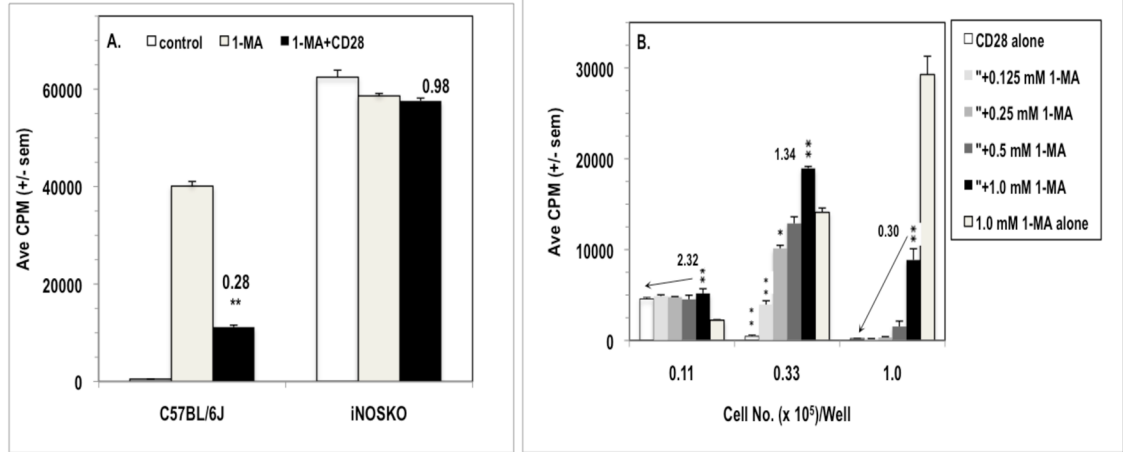 A.
control 1-MA 1-MA+CD28
Ave CPM (+/- sem)
60000
40000
20000
0
0.98
0.28
**
C57BL/6J iNOSKO
B.
Ave CPM (+/- sem)
30000
20000
10000
0
2.32
**
**
**
*
1.34
**
0.30
**
0.11 0.33 1.0
Cell No. (x 10⁵)/Well
CD28 alone
"+0.125 mM 1-MA
"+0.25 mM 1-MA
"+0.5 mM 1-MA
"+1.0 mM 1-MA
1.0 mM 1-MA alone